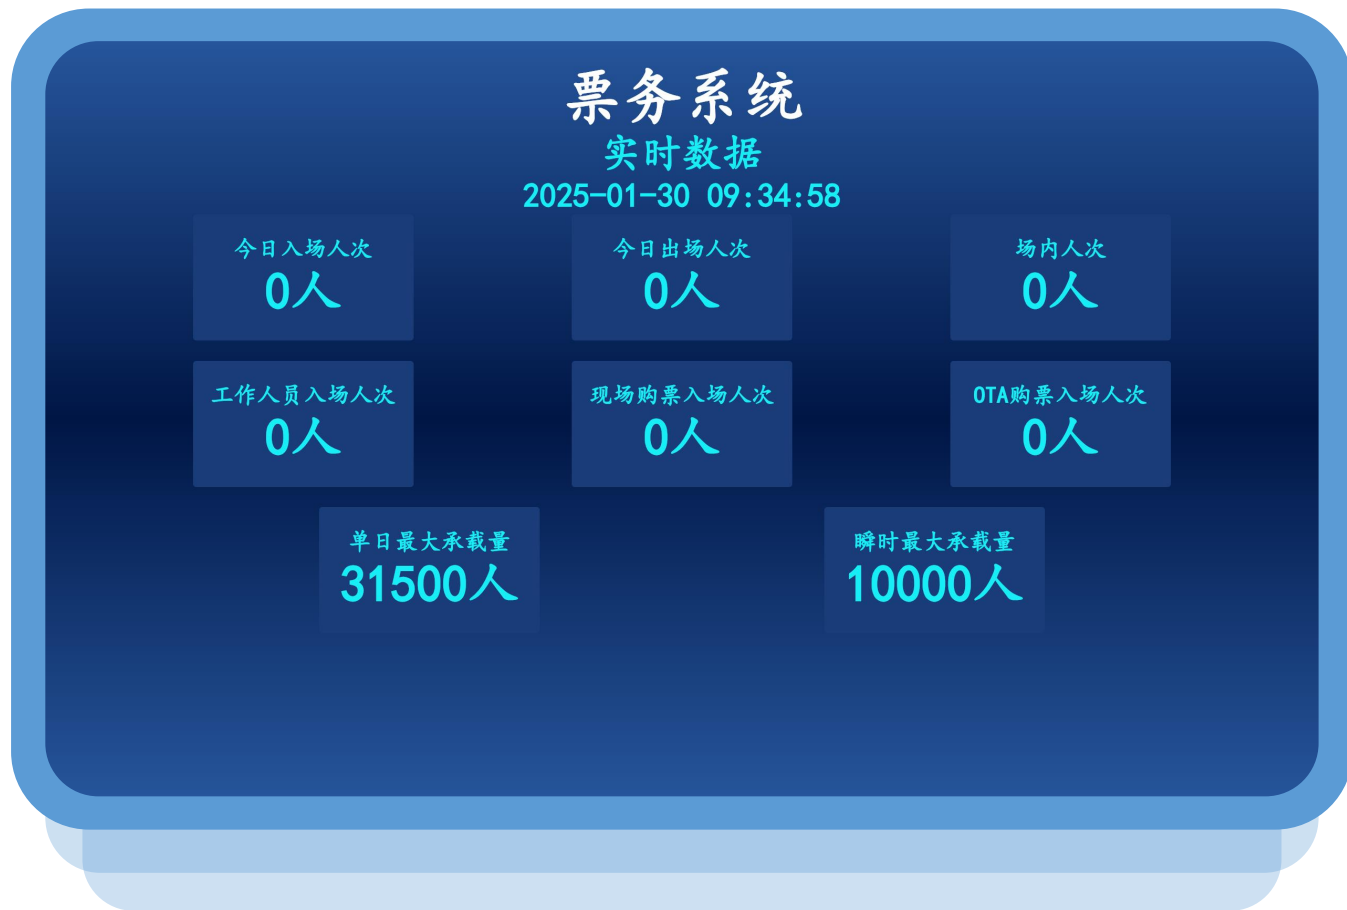 票务系统
实时数据
2025-01-30 09:34:58
今日入场人次
0人
今日出场人次
0人
场内人次
0人
工作人员入场人次
0人
现场购票入场人次
0人
OTA购票入场人次
0人
单日最大承载量
31500人
瞬时最大承载量
10000人